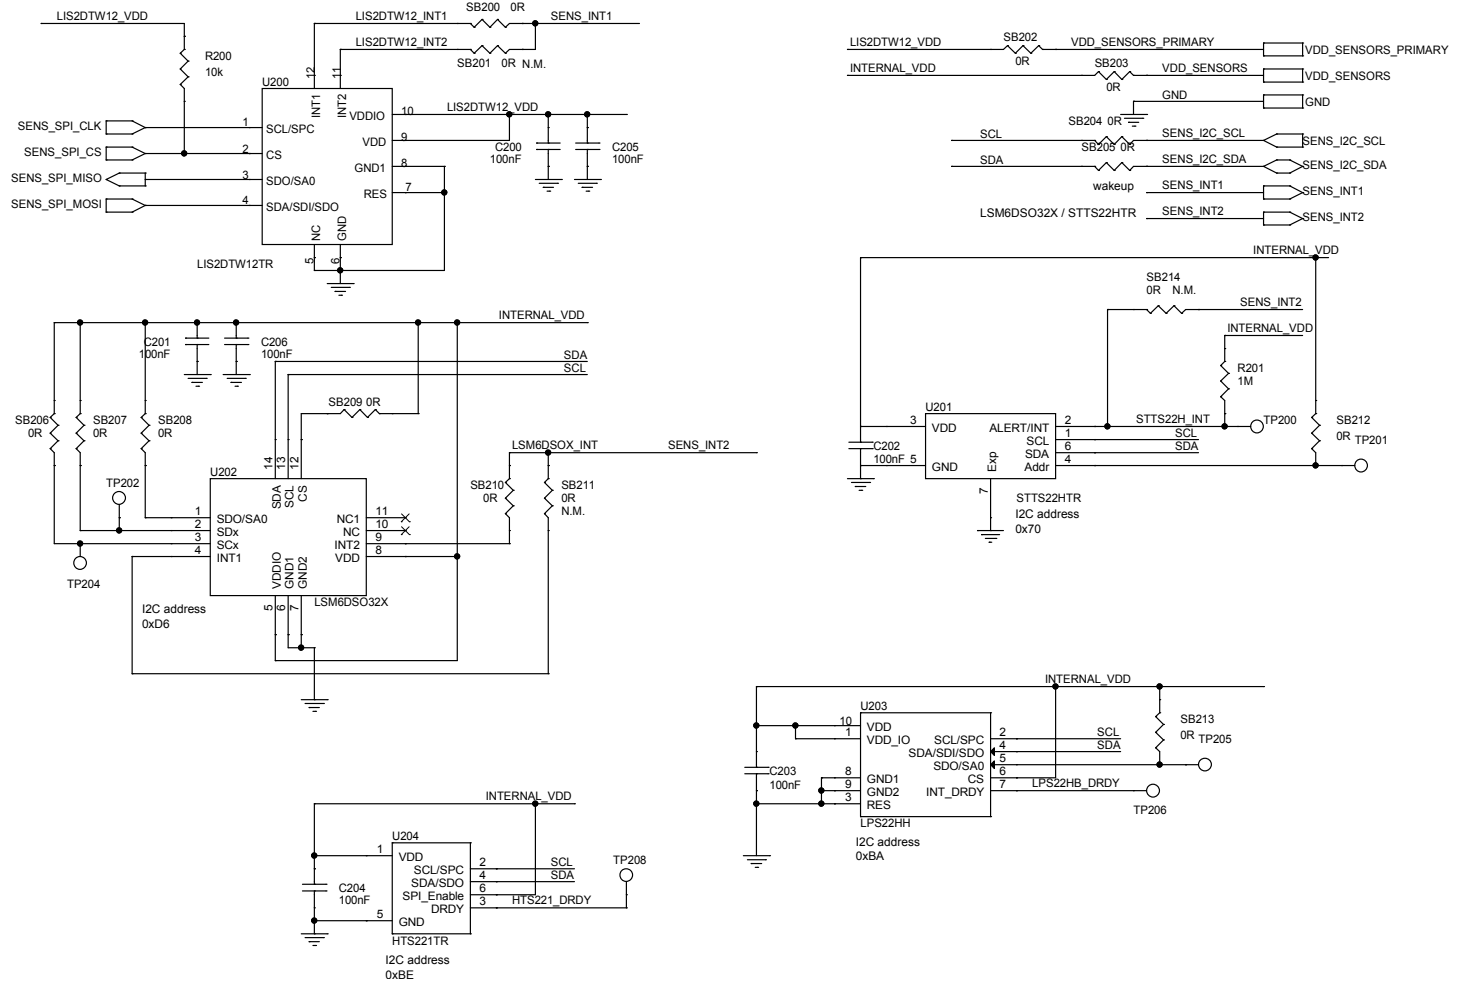 LIS2DTW12_VDD
R200
10k
LIS2DTW12_INT1
SB200 0R
SENS_INT1
LIS2DTW12_INT2
SB201 0R N.M.
U200
12
11
INT1
INT2
LIS2DTW12_VDD
VDDIO
10
VDD
9
GND1
8
RES
7
SENS_SPI_CLK
1
SCL/SPC
SENS_SPI_CS
2
CS
SENS_SPI_MISO
3
SDO/SA0
SENS_SPI_MOSI
4
SDA/SDI/SDO
NC
GND
5
6
LIS2DTW12TR
C200
100nF
C205
100nF
LIS2DTW12_VDD
SB202
0R
VDD_SENSORS_PRIMARY
VDD_SENSORS_PRIMARY
INTERNAL_VDD
SB203
0R
VDD_SENSORS
VDD_SENSORS
GND
GND
SCL
SB204 0R
SENS_I2C_SCL
SENS_I2C_SCL
SDA
SB205 0R
SENS_I2C_SDA
SENS_I2C_SDA
wakeup
SENS_INT1
SENS_INT1
LSM6DSO32X / STTS22HTR
SENS_INT2
SENS_INT2
INTERNAL_VDD
C201
100nF
C206
100nF
SDA
SCL
SB206
0R
SB207
0R
SB208
0R
SB209 0R
LSM6DSOX_INT
SENS_INT2
TP202
U202
14
13
12
SDA
SCL
CS
SB210
0R
SB211
0R
N.M.
1
SDO/SA0
2
SDx
3
SCx
4
INT1
NC1
11
NC
10
INT2
9
VDD
8
VDDIO
GND1
GND2
5
6
7
TP204
LSM6DSO32X
I2C address
0xD6
INTERNAL_VDD
SB214
0R N.M.
SENS_INT2
INTERNAL_VDD
R201
1M
U201
3
VDD
ALERT/INT
2
STTS22H_INT
TP200
SCL
1
SCL
SDA
6
SDA
Addr
4
5
GND
Exp
7
C202
100nF
SB212
0R
TP201
STTS22HTR
I2C address
0x70
INTERNAL_VDD
U203
10
VDD
1
VDD_IO
SCL/SPC
2
SCL
SDA/SDI/SDO
4
SDA
SDO/SA0
5
CS
6
INT_DRDY
7
LPS22HB_DRDY
8
GND1
9
GND2
3
RES
C203
100nF
SB213
0R
TP205
TP206
LPS22HH
I2C address
0xBA
INTERNAL_VDD
U204
1
VDD
SCL/SPC
2
SCL
SDA/SDO
4
SDA
SPI_Enable
6
DRDY
3
HTS221_DRDY
5
GND
C204
100nF
TP208
HTS221TR
I2C address
0xBE